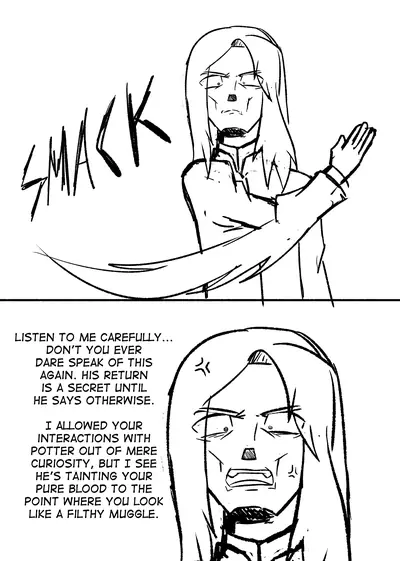 SMACK
LISTEN TO ME CAREFULLY...
DON'T YOU EVER
DARE SPEAK OF THIS
AGAIN. HIS RETURN
IS A SECRET UNTIL
HE SAYS OTHERWISE.
I ALLOWED YOUR
INTERACTIONS WITH
POTTER OUT OF MERE
CURIOSITY, BUT I SEE
HE'S TAINTING YOUR
PURE BLOOD TO THE
POINT WHERE YOU LOOK
LIKE A FILTHY MUGGLE.